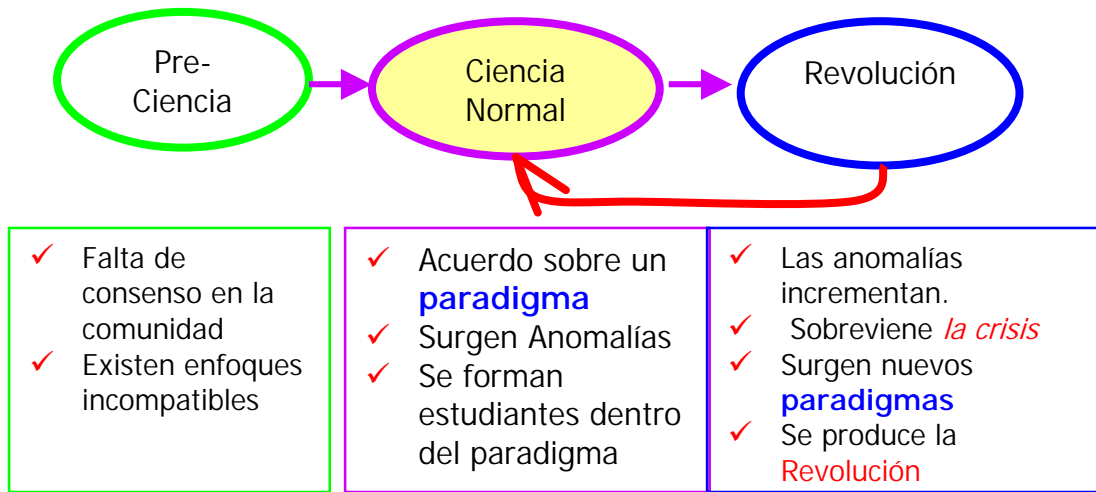 Pre-
Ciencia
Ciencia
Normal
Revolución
✓ Falta de
consenso en la
comunidad
✓ Existen enfoques
incompatibles
✓ Acuerdo sobre un
paradigma
✓ Surgen Anomalías
✓ Se forman
estudiantes dentro
del paradigma
✓ Las anomalías
incrementan.
✓ Sobreviene la crisis
✓ Surgen nuevos
paradigmas
✓ Se produce la
Revolución